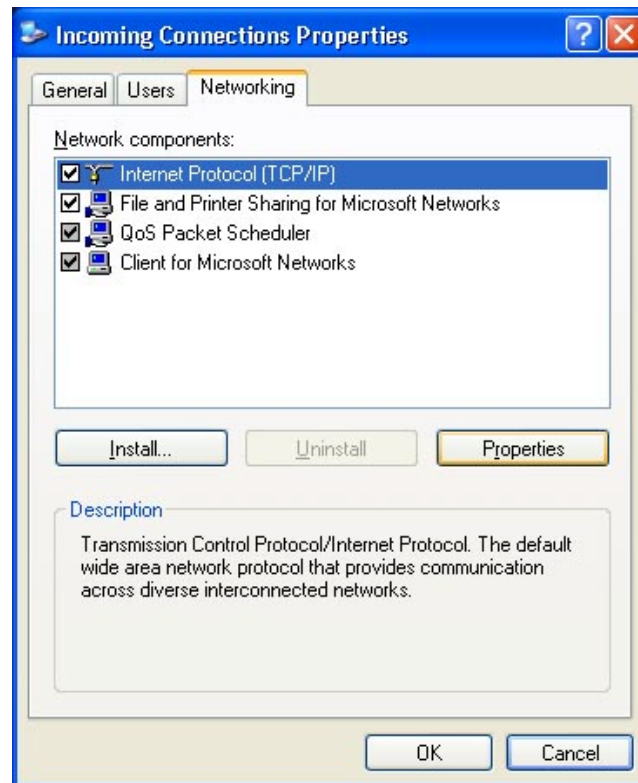 Incoming Connections Properties
General Users Networking
Network components:
Internet Protocol (TCP/IP)
File and Printer Sharing for Microsoft Networks
QoS Packet Scheduler
Client for Microsoft Networks
Install... Uninstall Properties
Description
Transmission Control Protocol/Internet Protocol. The default
wide area network protocol that provides communication
across diverse interconnected networks.
OK Cancel